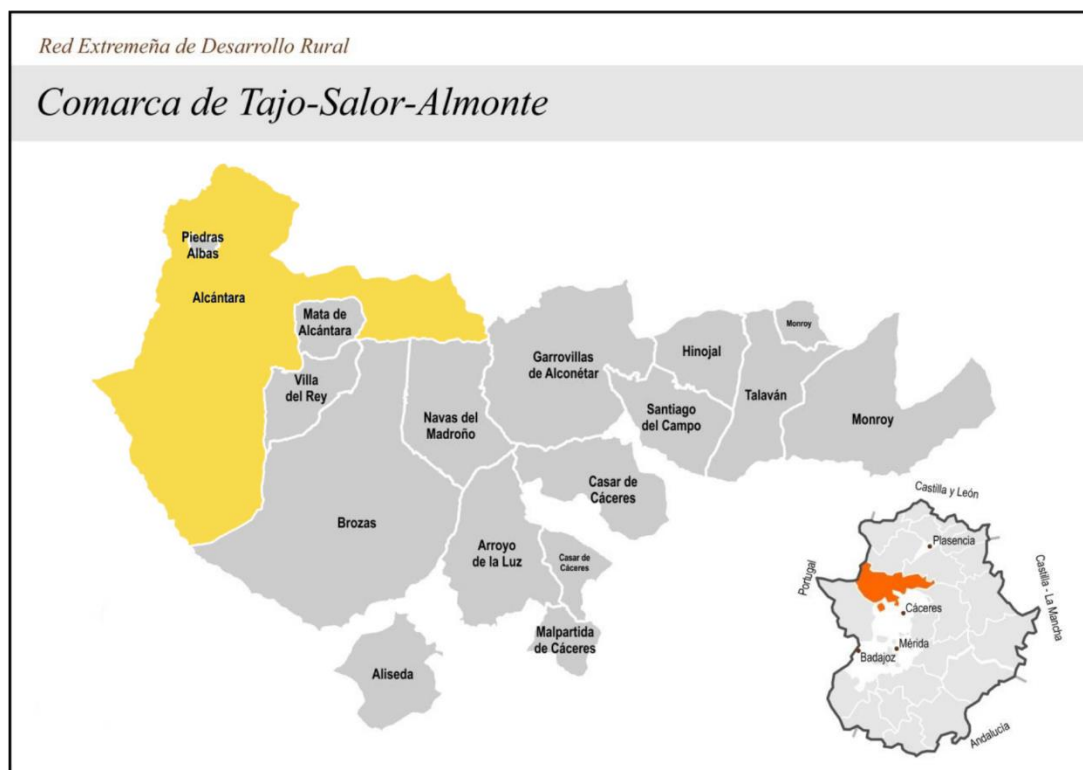 Red Extremeña de Desarrollo Rural
Comarca de Tajo-Salor-Almonte
Piedras
Albas
Alcántara
Mata de
Alcántara
Villa
del Rey
Navas del
Madroño
Garrovillas
de Alconétar
Hinojal
Monroy
Santiago
del Campo
Talaván
Monroy
Casar de
Cáceres
Brozas
Arroyo
de la Luz
Casar de
Cáceres
Malpartida
de Cáceres
Aliseda
Castilla y León
Plasencia
Portugal
Castilla - La Mancha
Cáceres
Mérida
Badajoz
Andalucía